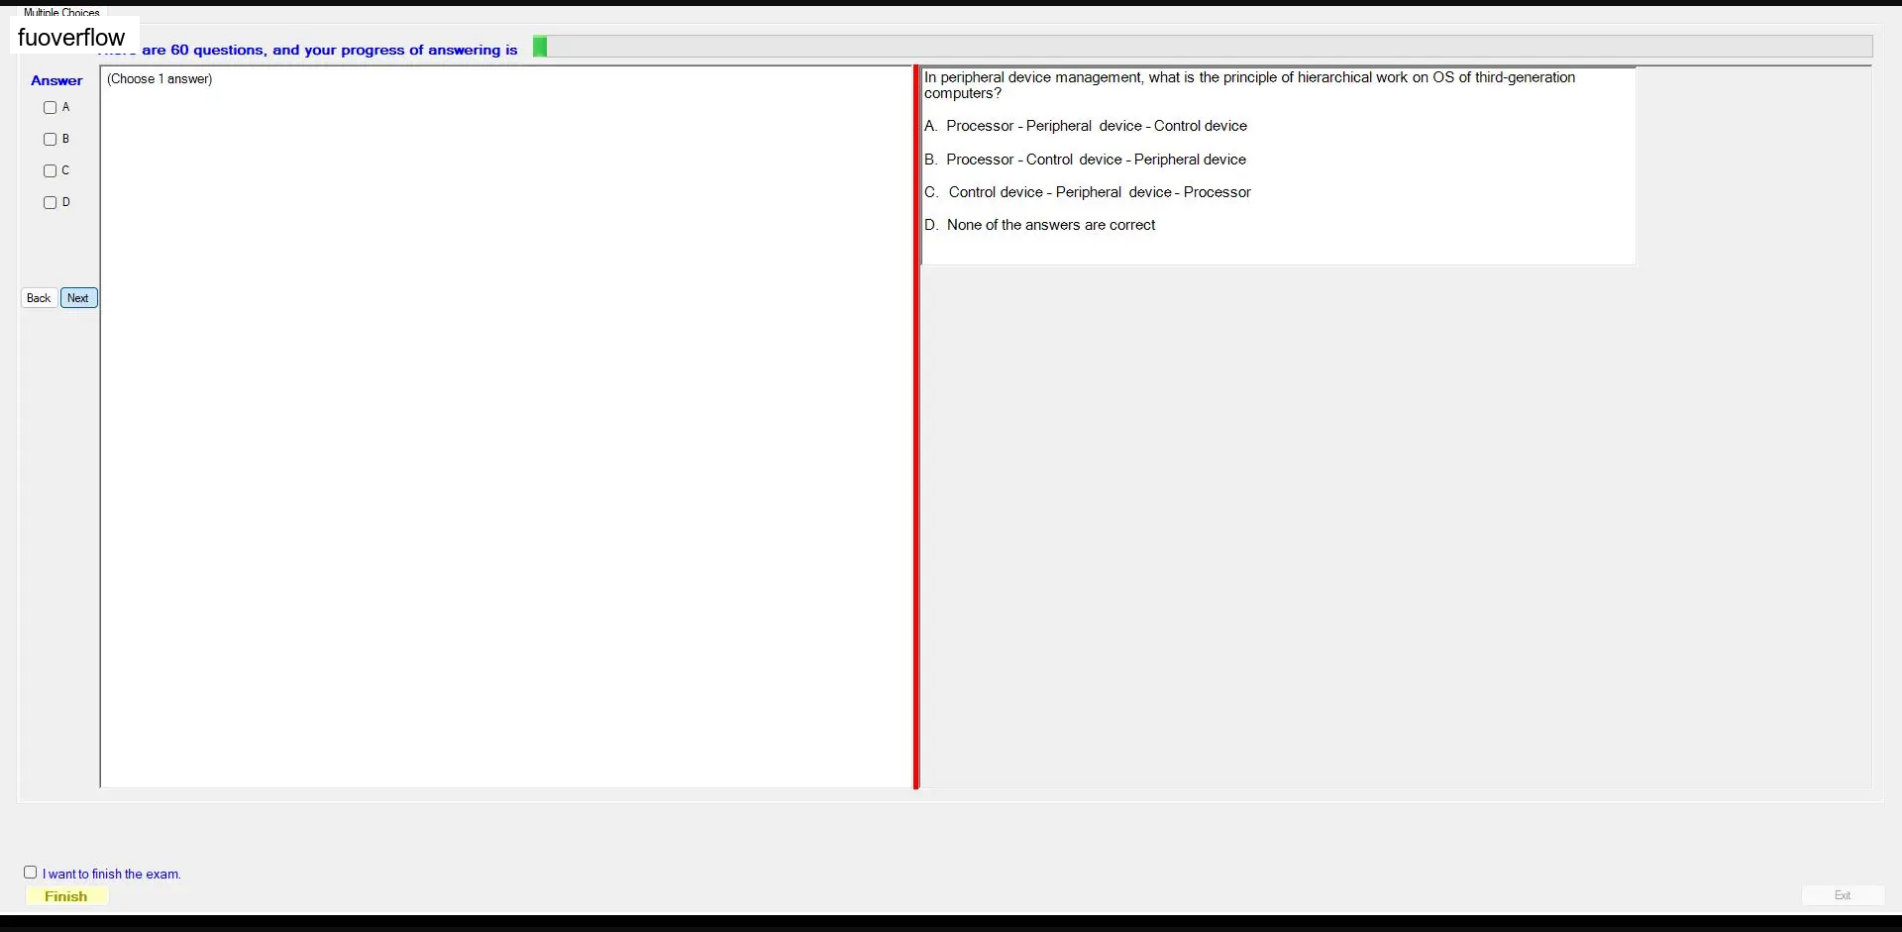 Multiple Choices
fuoverflow
are 60 questions, and your progress of answering is
Answer
(Choose 1 answer)
A
B
C
D
Back Next
In peripheral device management, what is the principle of hierarchical work on OS of third-generation
computers?
A. Processor - Peripheral device - Control device
B. Processor - Control device - Peripheral device
C. Control device - Peripheral device - Processor
D. None of the answers are correct
I want to finish the exam.
Finish
Exit